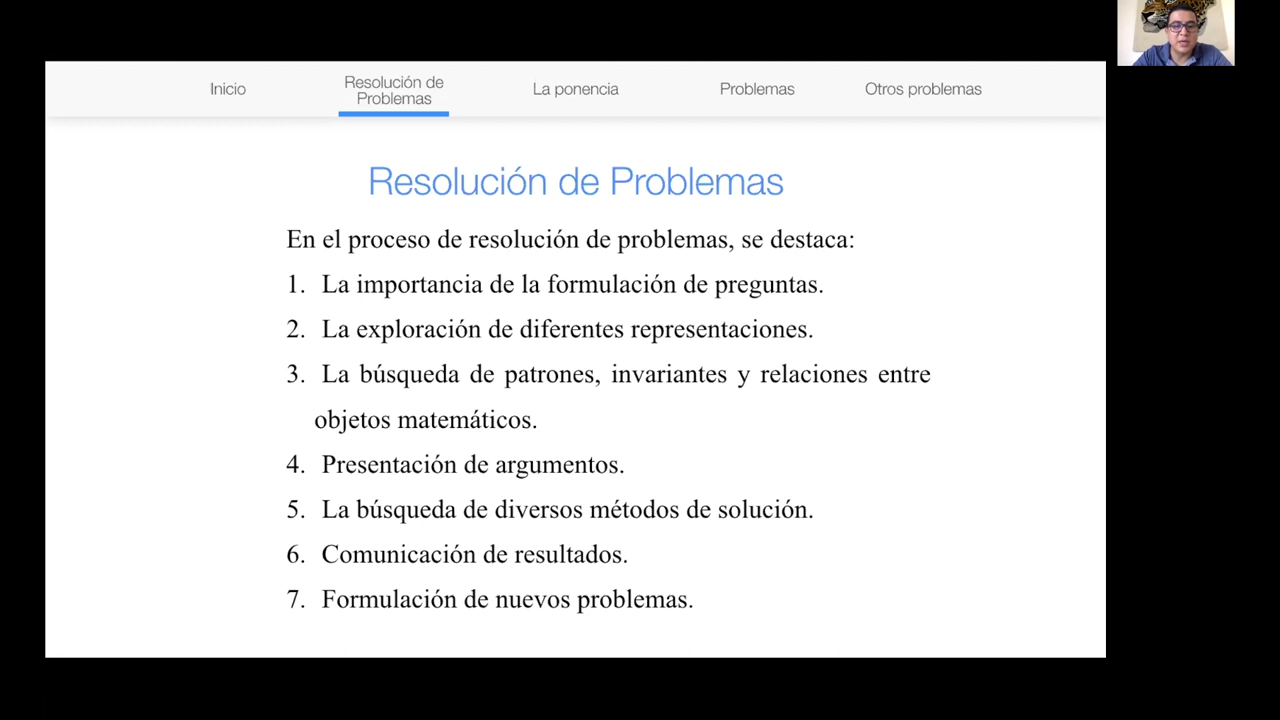 Inicio
Resolución de
Problemas
La ponencia
Problemas
Otros problemas
Resolución de Problemas
En el proceso de resolución de problemas, se destaca:
1. La importancia de la formulación de preguntas.
2. La exploración de diferentes representaciones.
3. La búsqueda de patrones, invariantes y relaciones entre
objetos matemáticos.
4. Presentación de argumentos.
5. La búsqueda de diversos métodos de solución.
6. Comunicación de resultados.
7. Formulación de nuevos problemas.